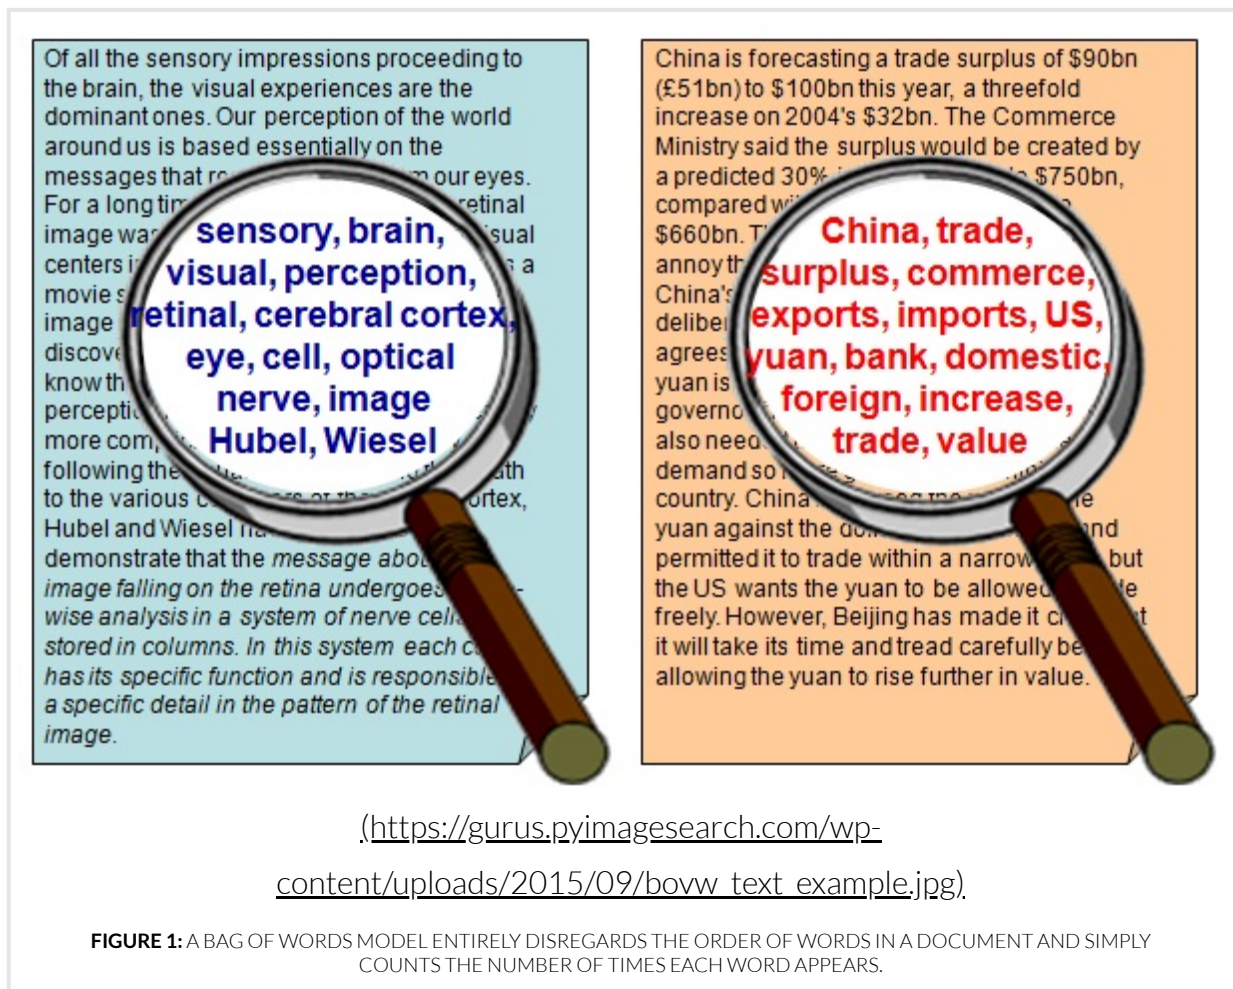 Of all the sensory impressions proceeding to
the brain, the visual experiences are the
dominant ones. Our perception of the world
around us is based essentially on the
messages that our eyes.
For a long retinal
image
centers a
movie
image
know
more
following the
to the various
Hubel and Wiesel
demonstrate that the message
image falling on the retina undergoes
wise analysis in a system of nerve
stored in columns. In this system each
has its specific function and is responsible
a specific detail in the pattern of the retinal
image.
sensory, brain,
visual, perception,
retinal, cerebral cortex,
eye, cell, optical
nerve, image
Hubel, Wiesel
China is forecasting a trade surplus of $90bn
(£51bn) to $100bn this year, a threefold
increase on 2004's $32bn. The Commerce
Ministry said the surplus would be created by
a predicted 30% $750bn,
compared
$660bn.
annoy
China's
agrees
yuan is
also need
demand so
country. China
yuan against the
permitted it to trade within a narrow but
the US wants the yuan to be allowed
freely. However, Beijing has made it
it will take its time and tread carefully
allowing the yuan to rise further in value.
China, trade,
surplus, commerce,
exports, imports, US,
yuan, bank, domestic,
foreign, increase,
trade, value
(https://gurus.pyimagesearch.com/wp-
content/uploads/2015/09/bovw_text_example.jpg)
FIGURE 1: A BAG OF WORDS MODEL ENTIRELY DISREGARDS THE ORDER OF WORDS IN A DOCUMENT AND SIMPLY
COUNTS THE NUMBER OF TIMES EACH WORD APPEARS.